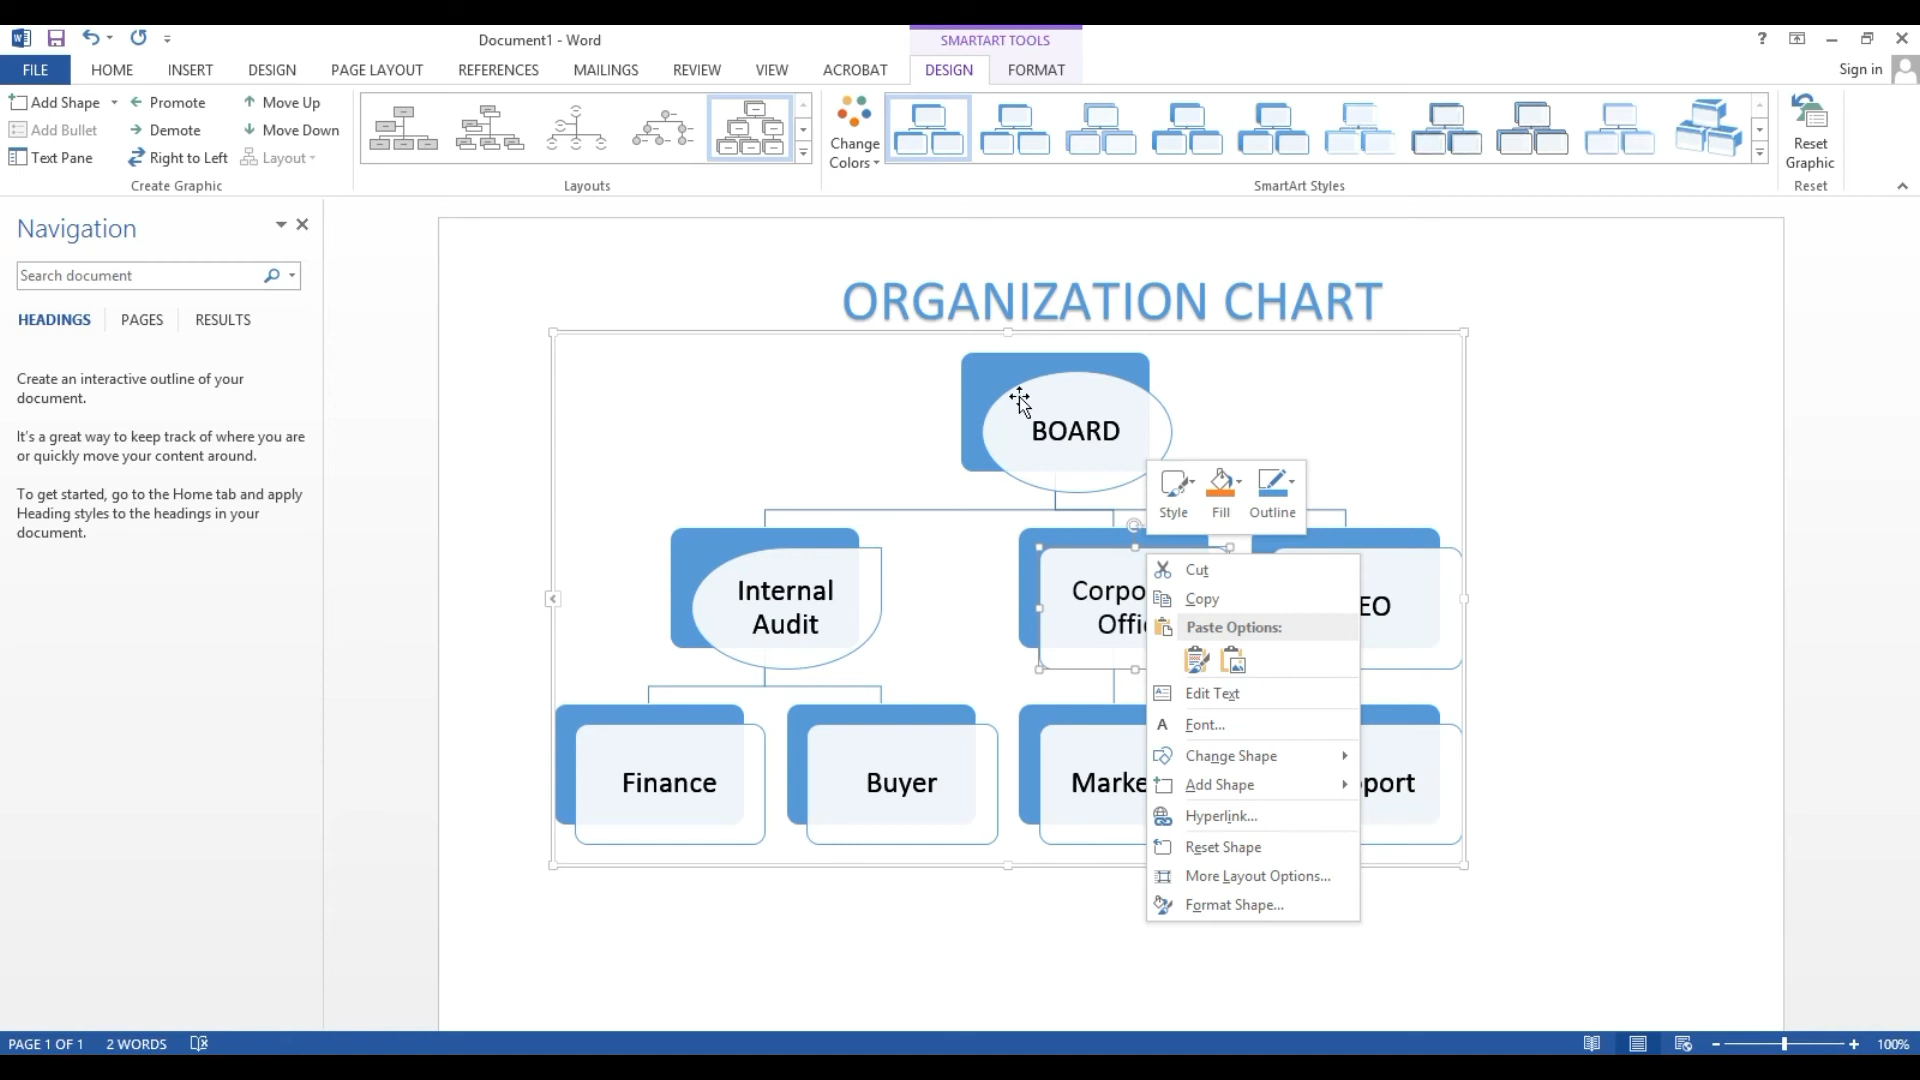 Document1 - Word
SMARTART TOOLS
?
FILE
HOME
INSERT
DESIGN
PAGE LAYOUT
REFERENCES
MAILINGS
REVIEW
VIEW
ACROBAT
DESIGN
FORMAT
Sign in
Add Shape
Promote
Move Up
Add Bullet
Demote
Move Down
Text Pane
Right to Left
Layout
Create Graphic
Layouts
Change
Colors
SmartArt Styles
Reset
Graphic
Reset
Navigation
Search document
HEADINGS
PAGES
RESULTS
Create an interactive outline of your
document.
It's a great way to keep track of where you are
or quickly move your content around.
To get started, go to the Home tab and apply
Heading styles to the headings in your
document.
ORGANIZATION CHART
BOARD
Style
Fill
Outline
Internal
Audit
Corpo
Offi
EO
Finance
Buyer
Marke
port
Cut
Copy
Paste Options:
Edit Text
Font...
Change Shape
Add Shape
Hyperlink...
Reset Shape
More Layout Options...
Format Shape...
PAGE 1 OF 1
2 WORDS
100%